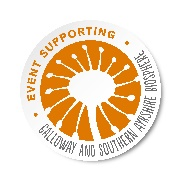 · EVENT SUPPORTING ·
GALLOWAY AND SOUTHERN AYRSHIRE BIOSPHERE